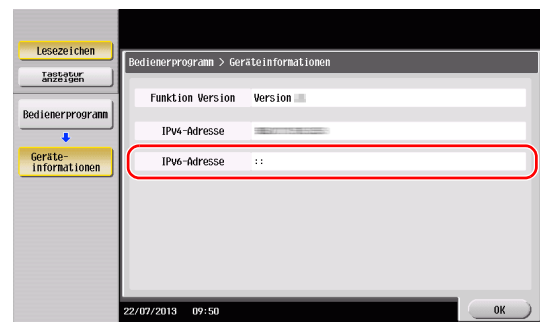 Lesezeichen
Tastatur
anzeigen
Bedienerprogramm
Geräte-
informationen
Bedienerprogramm > Geräteinformationen
Funktion Version Version
IPv4-Adresse
IPv6-Adresse ::
22/07/2013 09:50
OK